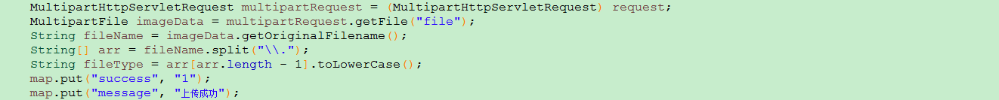 MultipartHttpServletRequest multipartRequest = (MultipartHttpServletRequest) request;
MultipartFile imageData = multipartRequest.getFile("file");
String fileName = imageData.getOriginalFilename();
String[] arr = fileName.split("\\.");
String fileType = arr[arr.length - 1].toLowerCase();
map.put("success", "1");
map.put("message", "上传成功");